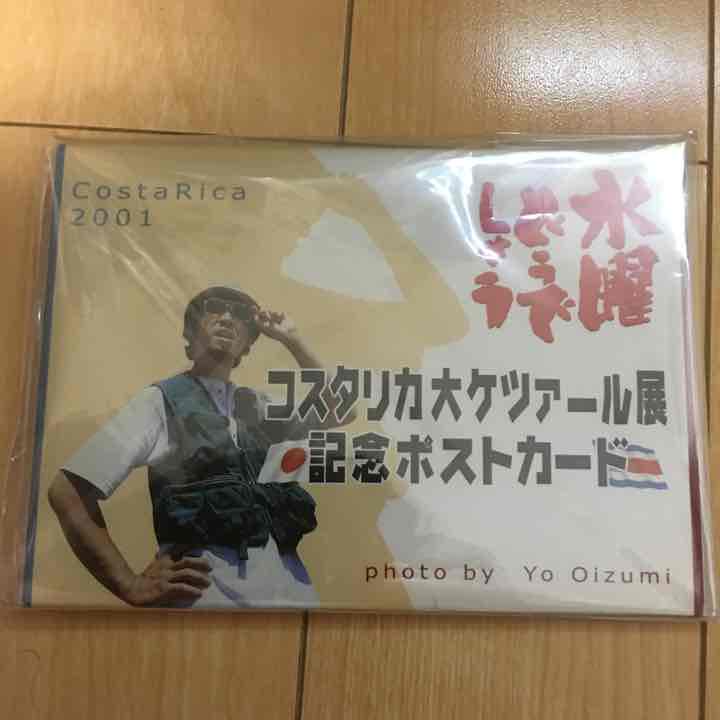 CostaRica
2001
水曜
どうで
しょう
コスタリカ大ケツァール展
記念ポストカード
photo by Yo Oizumi